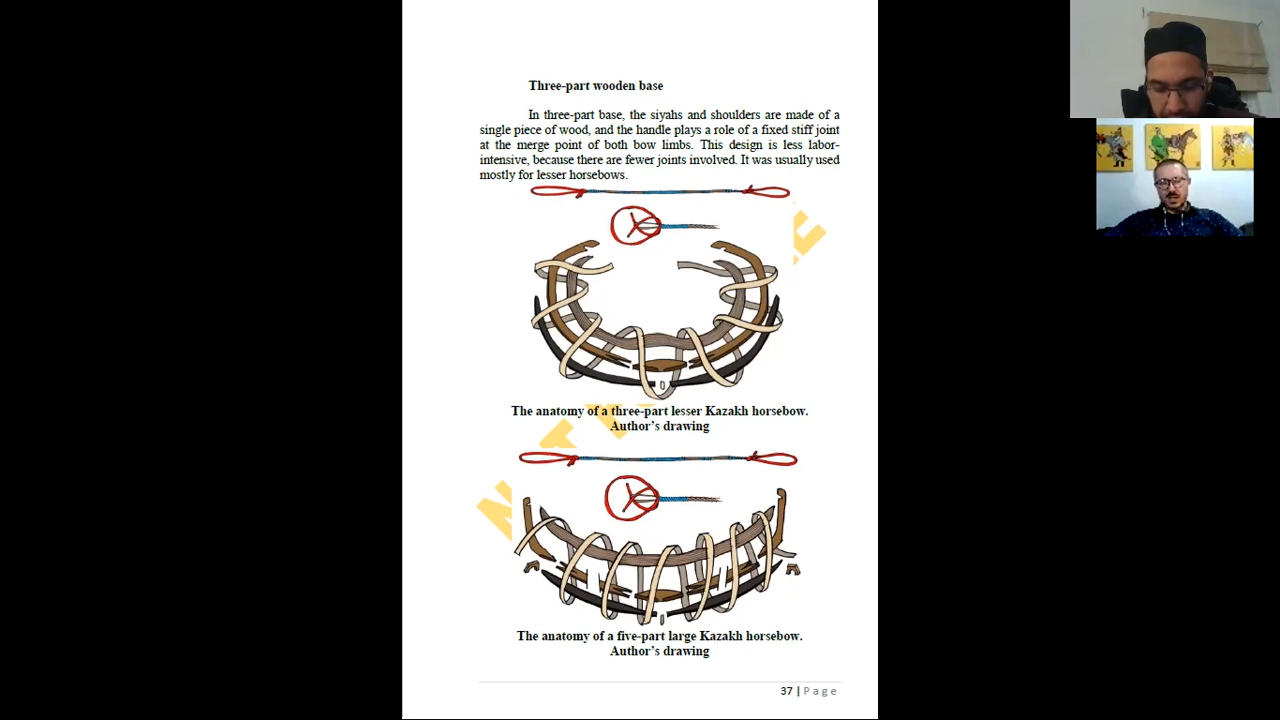 Three-part wooden base
In three-part base, the siyahs and shoulders are made of a
single piece of wood, and the handle plays a role of a fixed stiff joint
at the merge point of both bow limbs. This design is less labor-
intensive, because there are fewer joints involved. It was usually used
mostly for lesser horsebows.
The anatomy of a three-part lesser Kazakh horsebow.
Author's drawing
The anatomy of a five-part large Kazakh horsebow.
Author's drawing
37 | Page